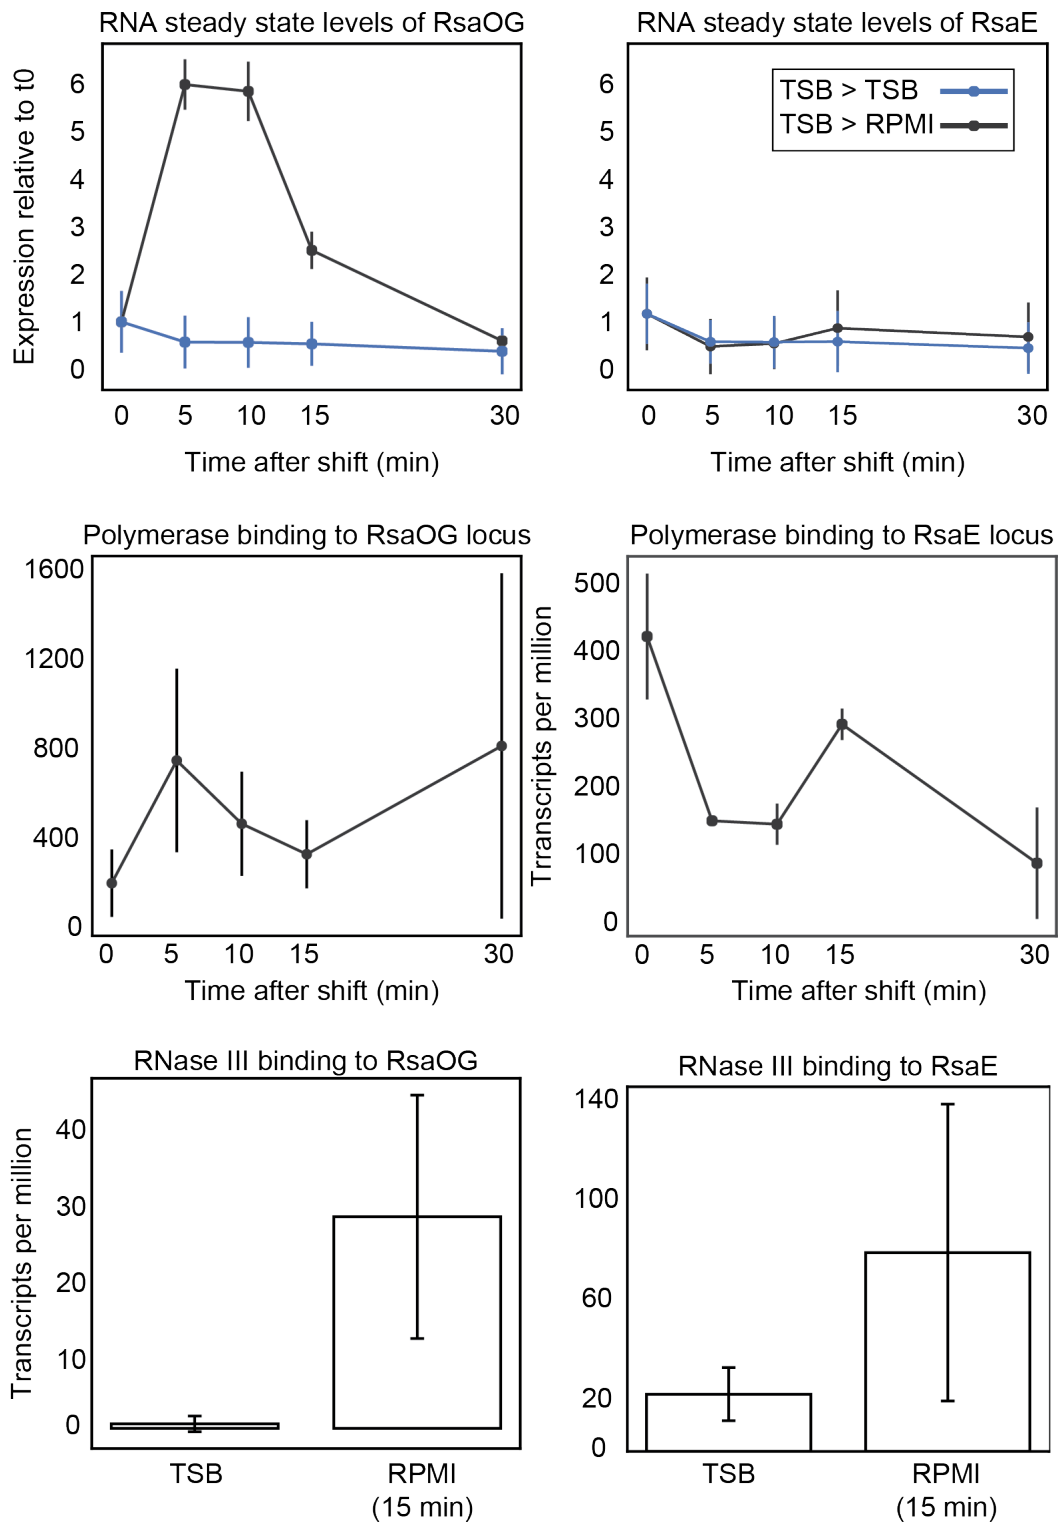 RNA steady state levels of RsaOG
Expression relative to t0
6
5
4
3
2
1
0
0 5 10 15 30
Time after shift (min)
RNA steady state levels of RsaE
TSB > TSB
TSB > RPMI
6
5
4
3
2
1
0
0 5 10 15 30
Time after shift (min)
Polymerase binding to RsaOG locus
1600
1200
800
400
0
0 5 10 15 30
Time after shift (min)
Polymerase binding to RsaE locus
Trranscripts per million
500
400
300
200
100
0
0 5 10 15 30
Time after shift (min)
RNase III binding to RsaOG
Transcripts per million
40
30
20
10
0
TSB RPMI
(15 min)
RNase III binding to RsaE
140
100
60
20
0
TSB RPMI
(15 min)